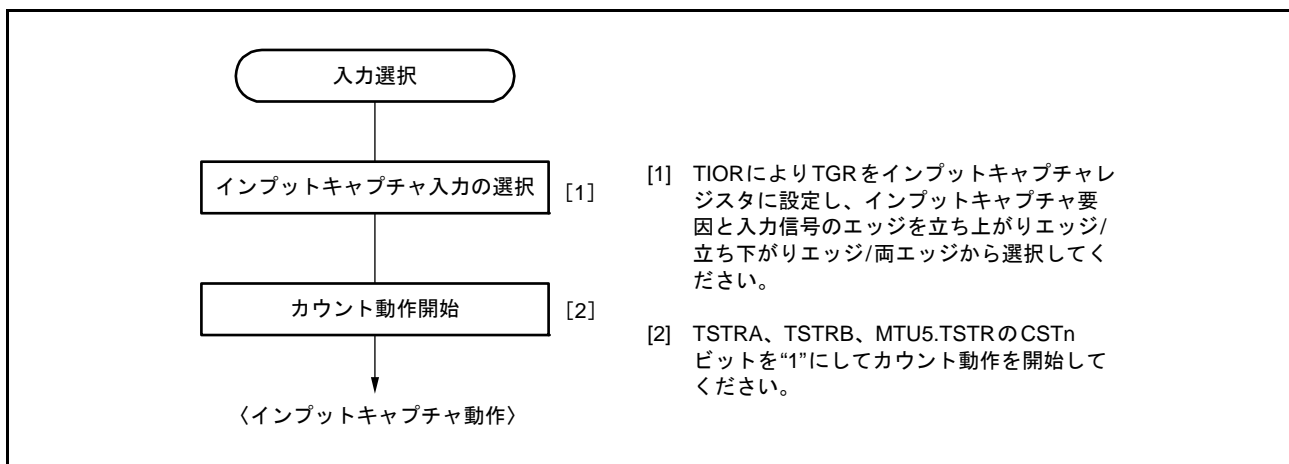 入力選択
インプットキャプチャ入力の選択 [1]
カウント動作開始 [2]
〈インプットキャプチャ動作〉
[1] TIORによりTGRをインプットキャプチャレ
ジスタに設定し、インプットキャプチャ要
因と入力信号のエッジを立ち上がりエッジ/
立ち下がりエッジ/両エッジから選択してく
ださい。
[2] TSTRA、TSTRB、MTU5.TSTRのCSTn
ビットを“1”にしてカウント動作を開始して
ください。